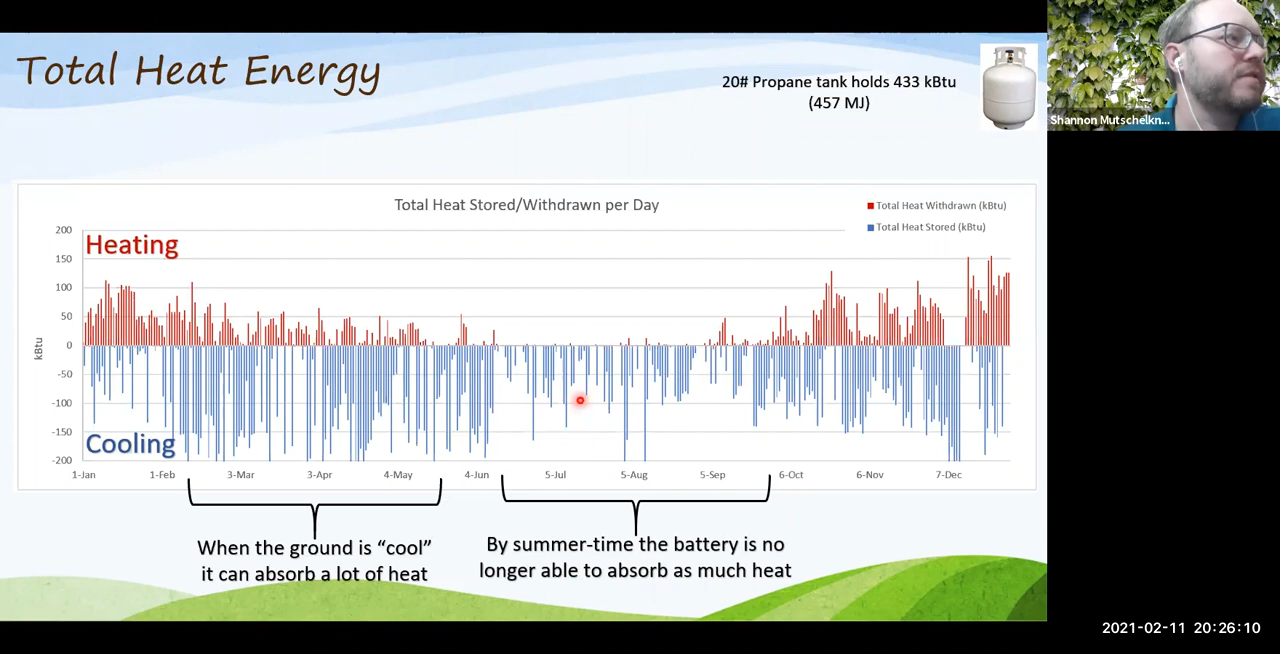 Total Heat Energy
20# Propane tank holds 433 kBtu
(457 MJ)
Shannon Mutschelkn...
Total Heat Stored/Withdrawn per Day
Total Heat Withdrawn (kBtu)
Total Heat Stored (kBtu)
Heating
Cooling
kBtu
200
150
100
50
0
-50
-100
-150
-200
1-Jan 1-Feb 3-Mar 3-Apr 4-May 4-Jun 5-Jul 5-Aug 5-Sep 6-Oct 6-Nov 7-Dec
When the ground is “cool”
it can absorb a lot of heat
By summer-time the battery is no
longer able to absorb as much heat
2021-02-11 20:26:10